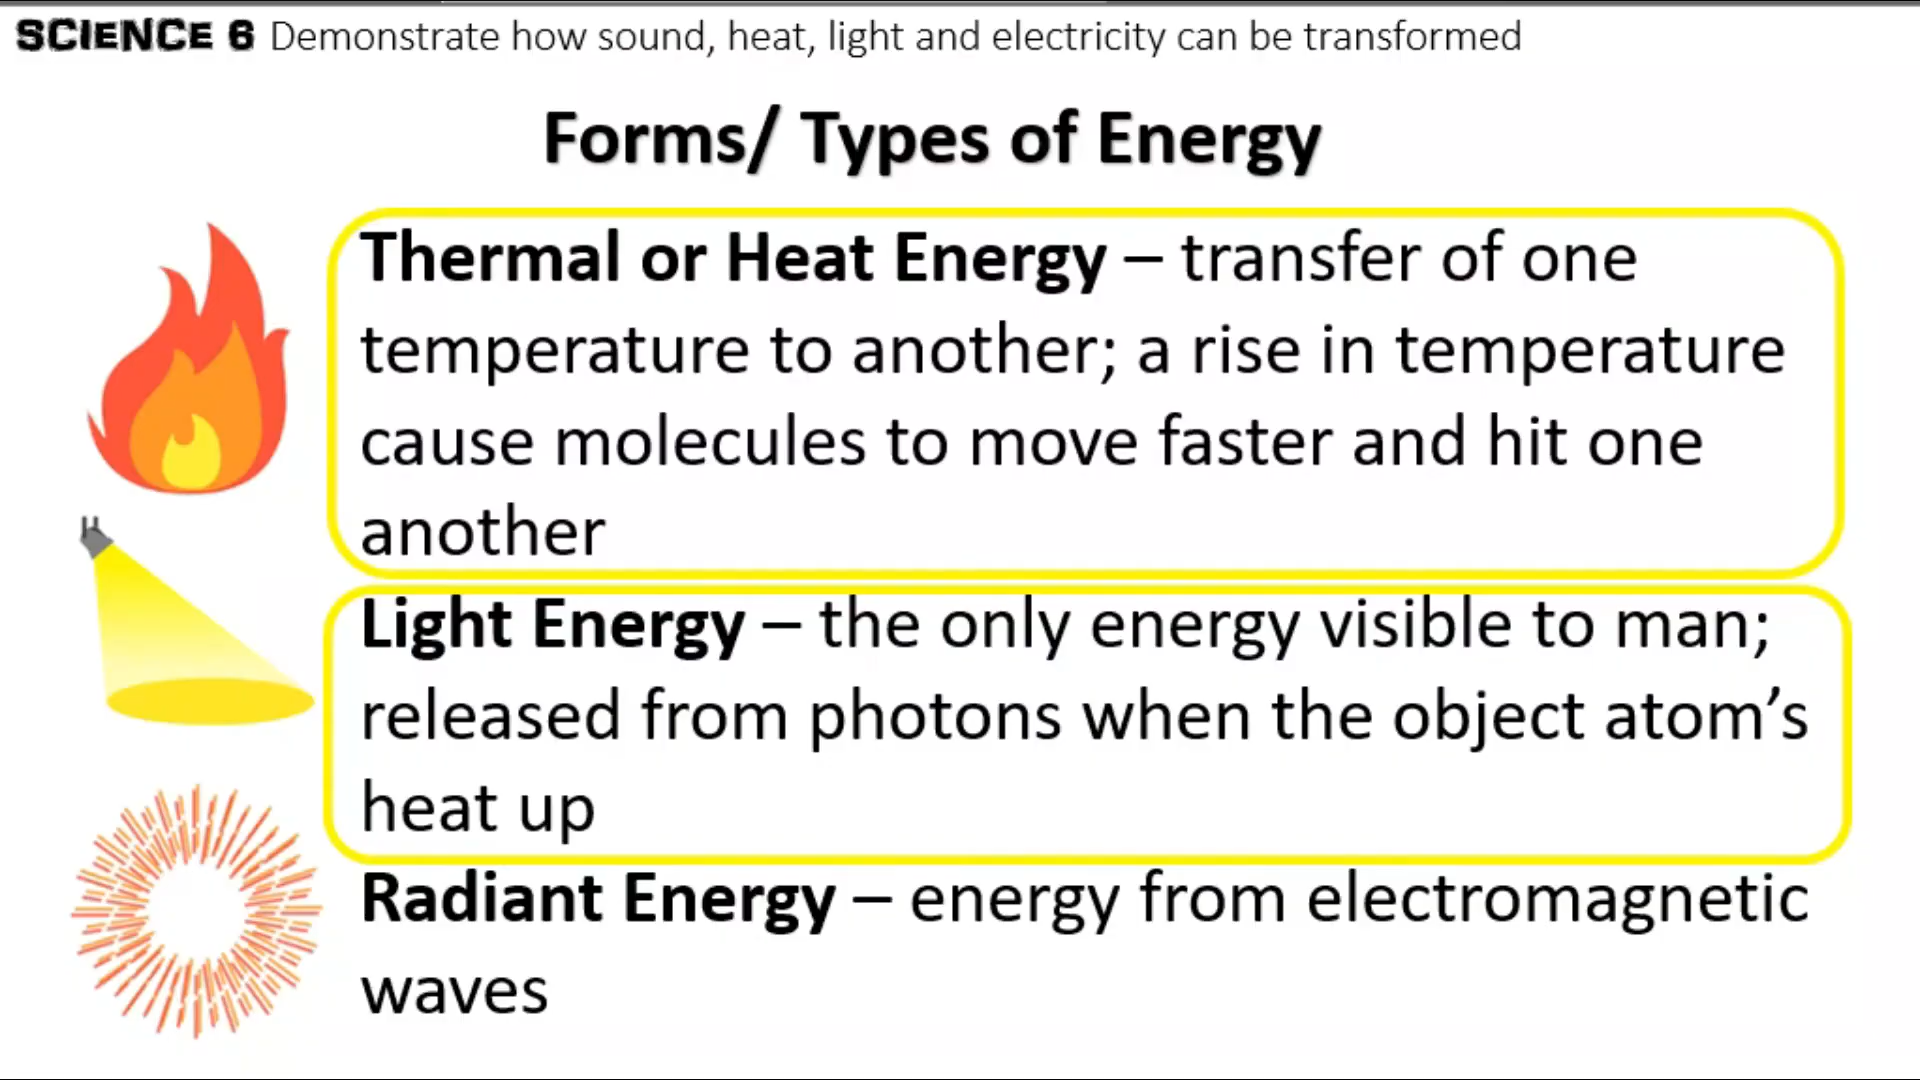 SCIENCE 6 Demonstrate how sound, heat, light and electricity can be transformed
Forms/ Types of Energy
Thermal or Heat Energy – transfer of one
temperature to another; a rise in temperature
cause molecules to move faster and hit one
another
Light Energy – the only energy visible to man;
released from photons when the object atom’s
heat up
Radiant Energy – energy from electromagnetic
waves